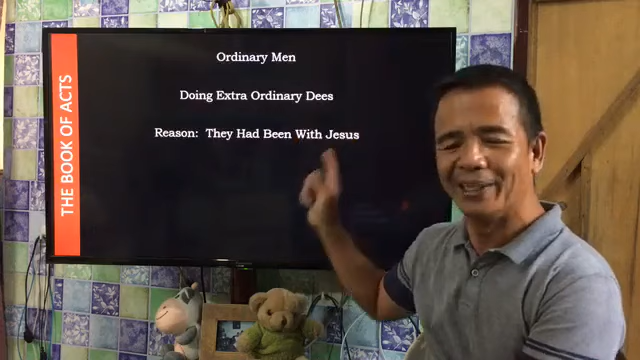 THE BOOK OF ACTS
Ordinary Men
Doing Extra Ordinary Dees
Reason: They Had Been With Jesus